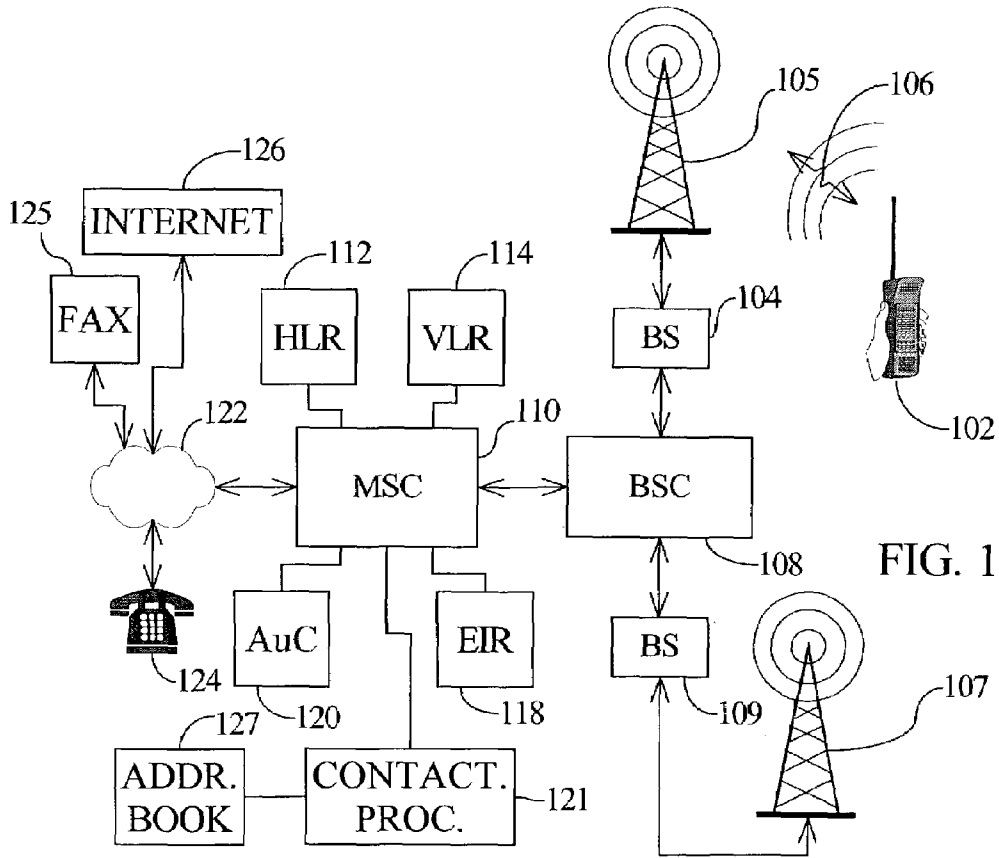 105
106
126
INTERNET
125
FAX
112
HLR
114
VLR
104
BS
102
122
110
MSC
BSC
108
FIG. 1
124
AuC
120
EIR
118
BS
109
107
127
ADDR.
BOOK
CONTACT.
PROC.
121